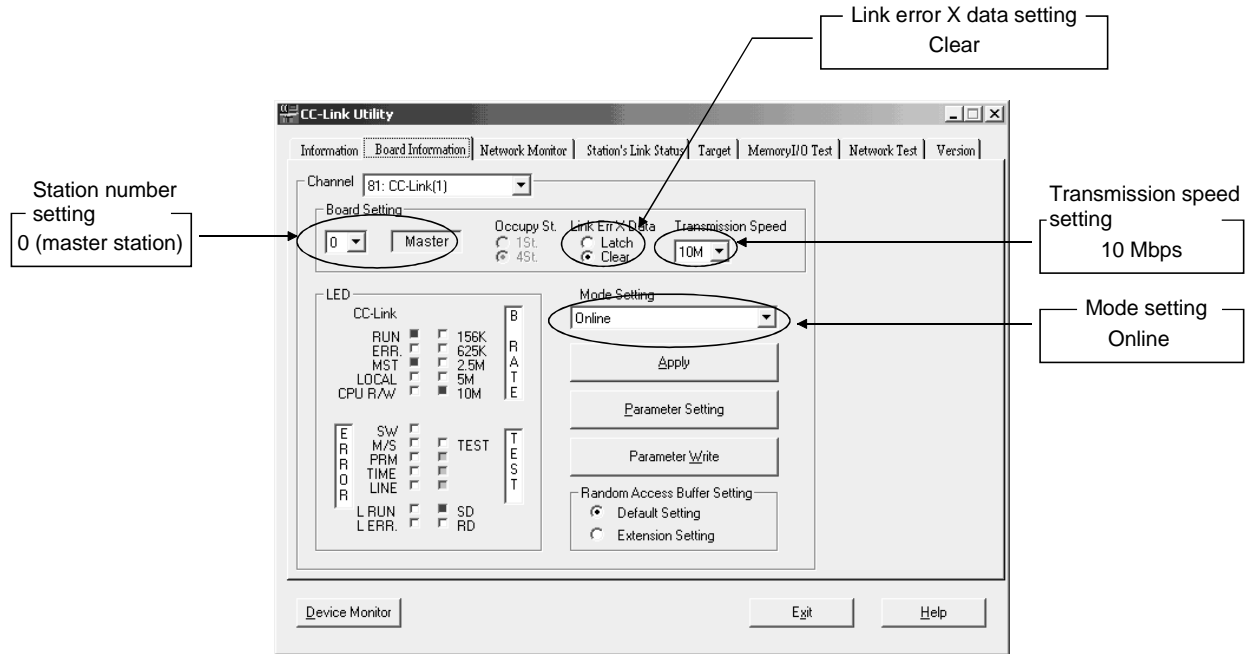 Link error X data setting
Clear
CC-Link Utility
Information Board Information Network Monitor Station's Link Status Target MemoryI/O Test Network Test Version
Station number
setting
0 (master station)
Transmission speed
setting
10 Mbps
Mode setting
Online
Channel 81: CC-Link(1)
Board Setting
0 Master
Occupy St.
1St.
4St.
Link Err X Data
Latch
Clear
Transmission Speed
10M
LED
CC-Link
RUN 156K
ERR. 625K
MST 2.5M
LOCAL 5M
CPU R/W 10M
B RATE
ERROR
SW
M/S TEST
PRM
TIME
LINE
TEST
L RUN SD
L ERR. RD
Mode Setting
Online
Apply
Parameter Setting
Parameter Write
Random Access Buffer Setting
Default Setting
Extension Setting
Device Monitor Exit Help